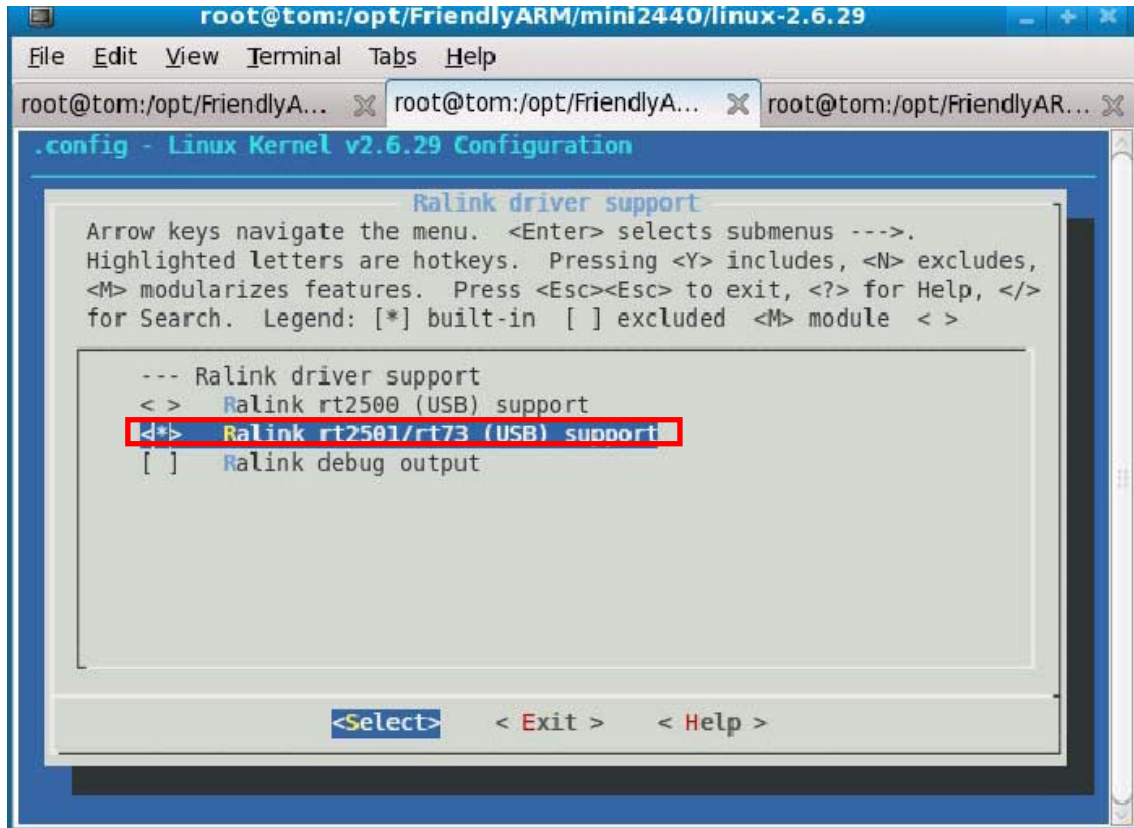 root@tom:/opt/FriendlyARM/mini2440/linux-2.6.29
File Edit View Terminal Tabs Help
root@tom:/opt/FriendlyA... root@tom:/opt/FriendlyA... root@tom:/opt/FriendlyAR...
.config - Linux Kernel v2.6.29 Configuration
Ralink driver support
Arrow keys navigate the menu. <Enter> selects submenus --->.
Highlighted letters are hotkeys. Pressing <Y> includes, <N> excludes,
<M> modularizes features. Press <Esc><Esc> to exit, <?> for Help, </>
for Search. Legend: [*] built-in [ ] excluded <M> module < >
--- Ralink driver support
< > Ralink rt2500 (USB) support
<*> Ralink rt2501/rt73 (USB) support
[ ] Ralink debug output
<Select> < Exit > < Help >